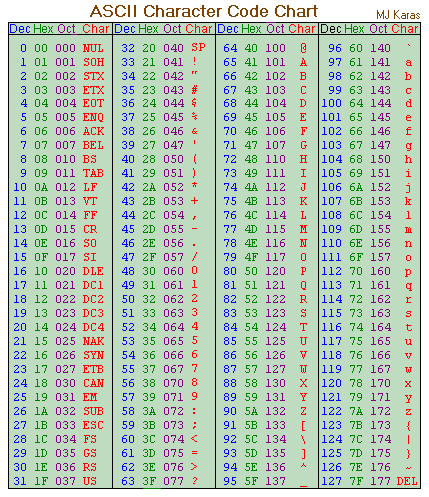 ASCII Character Code Chart
MJ Karas
Dec Hex Oct Char Dec Hex Oct Char Dec Hex Oct Char Dec Hex Oct Char
0 00 000 NUL 32 20 040 SP 64 40 100 @ 96 60 140 `
1 01 001 SOH 33 21 041 ! 65 41 101 A 97 61 141 a
2 02 002 STX 34 22 042 " 66 42 102 B 98 62 142 b
3 03 003 ETX 35 23 043 # 67 43 103 C 99 63 143 c
4 04 004 EOT 36 24 044 $ 68 44 104 D 100 64 144 d
5 05 005 ENQ 37 25 045 % 69 45 105 E 101 65 145 e
6 06 006 ACK 38 26 046 & 70 46 106 F 102 66 146 f
7 07 007 BEL 39 27 047 ' 71 47 107 G 103 67 147 g
8 08 010 BS 40 28 050 ( 72 48 110 H 104 68 150 h
9 09 011 TAB 41 29 051 ) 73 49 111 I 105 69 151 i
10 0A 012 LF 42 2A 052 * 74 4A 112 J 106 6A 152 j
11 0B 013 VT 43 2B 053 + 75 4B 113 K 107 6B 153 k
12 0C 014 FF 44 2C 054 , 76 4C 114 L 108 6C 154 l
13 0D 015 CR 45 2D 055 - 77 4D 115 M 109 6D 155 m
14 0E 016 SO 46 2E 056 . 78 4E 116 N 110 6E 156 n
15 0F 017 SI 47 2F 057 / 79 4F 117 O 111 6F 157 o
16 10 020 DLE 48 30 060 0 80 50 120 P 112 70 160 p
17 11 021 DC1 49 31 061 1 81 51 121 Q 113 71 161 q
18 12 022 DC2 50 32 062 2 82 52 122 R 114 72 162 r
19 13 023 DC3 51 33 063 3 83 53 123 S 115 73 163 s
20 14 024 DC4 52 34 064 4 84 54 124 T 116 74 164 t
21 15 025 NAK 53 35 065 5 85 55 125 U 117 75 165 u
22 16 026 SYN 54 36 066 6 86 56 126 V 118 76 166 v
23 17 027 ETB 55 37 067 7 87 57 127 W 119 77 167 w
24 18 030 CAN 56 38 070 8 88 58 130 X 120 78 170 x
25 19 031 EM 57 39 071 9 89 59 131 Y 121 79 171 y
26 1A 032 SUB 58 3A 072 : 90 5A 132 Z 122 7A 172 z
27 1B 033 ESC 59 3B 073 ; 91 5B 133 [ 123 7B 173 {
28 1C 034 FS 60 3C 074 < 92 5C 134 \ 124 7C 174 |
29 1D 035 GS 61 3D 075 = 93 5D 135 ] 125 7D 175 }
30 1E 036 RS 62 3E 076 > 94 5E 136 ^ 126 7E 176 ~
31 1F 037 US 63 3F 077 ? 95 5F 137 _ 127 7F 177 DEL